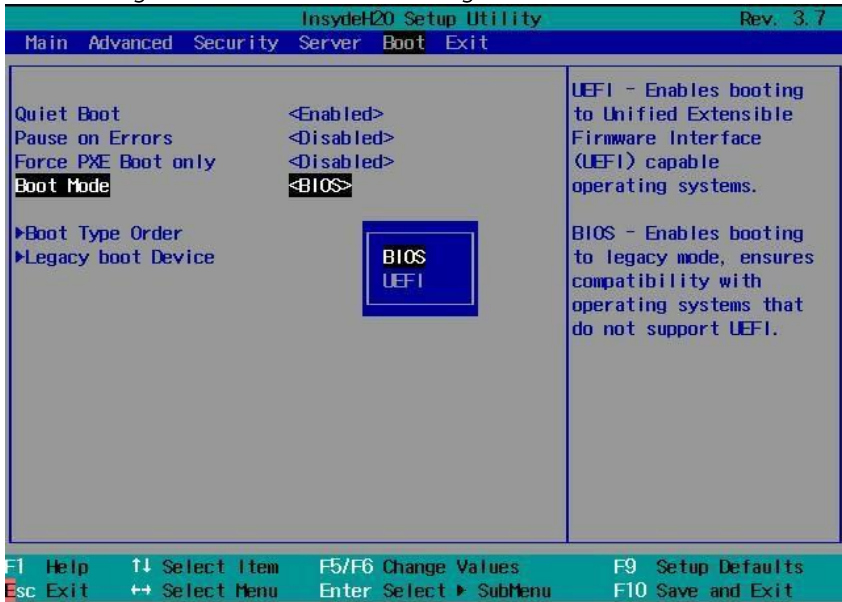 InsydeH2O Setup Utility Rev. 3.7
Main Advanced Security Server Boot Exit
Quiet Boot <Enabled>
Pause on Errors <Disabled>
Force PXE Boot only <Disabled>
Boot Mode <BIOS>
▶Boot Type Order
▶Legacy boot Device
BIOS
UEFI
UEFI - Enables booting
to Unified Extensible
Firmware Interface
(UEFI) capable
operating systems.
BIOS - Enables booting
to legacy mode, ensures
compatibility with
operating systems that
do not support UEFI.
F1 Help ↑↓ Select Item F5/F6 Change Values F9 Setup Defaults
Esc Exit ↔ Select Menu Enter Select ▶ SubMenu F10 Save and Exit